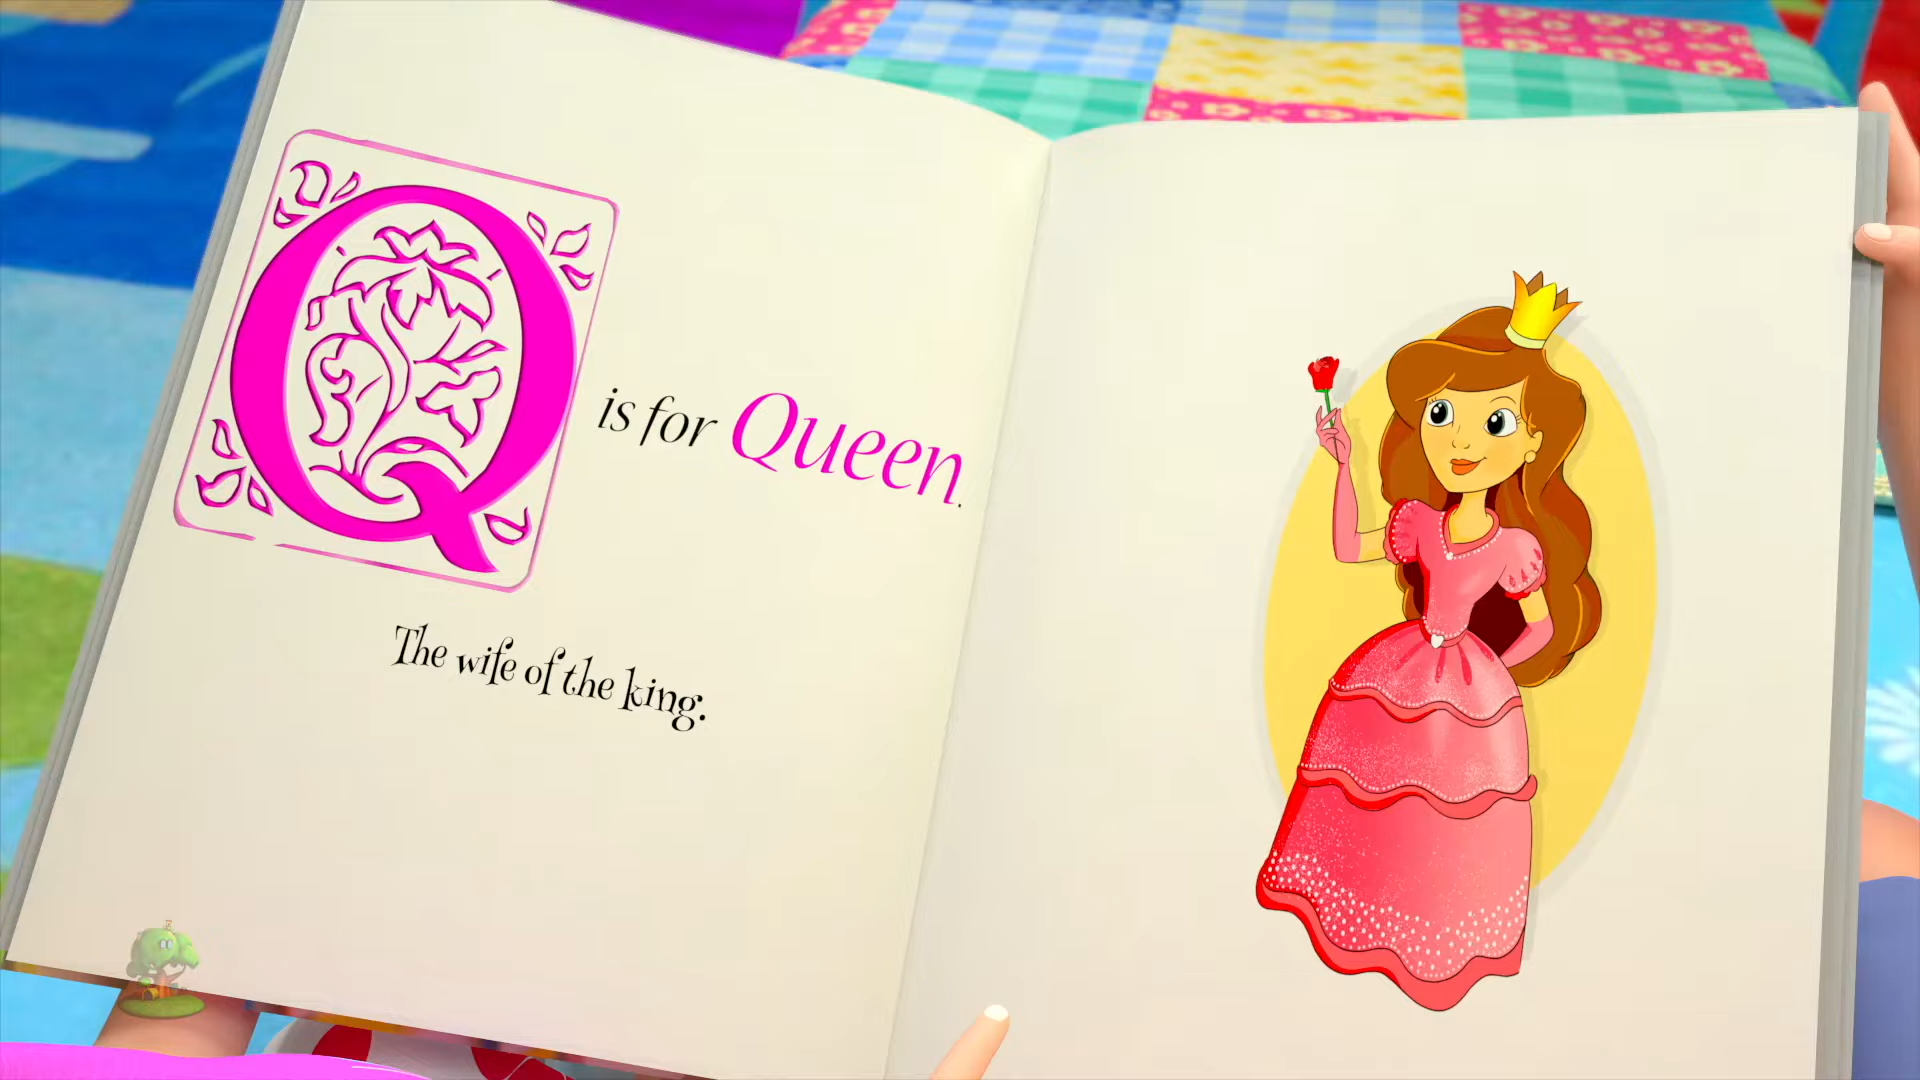 Q is for Queen.
The wife of the king.